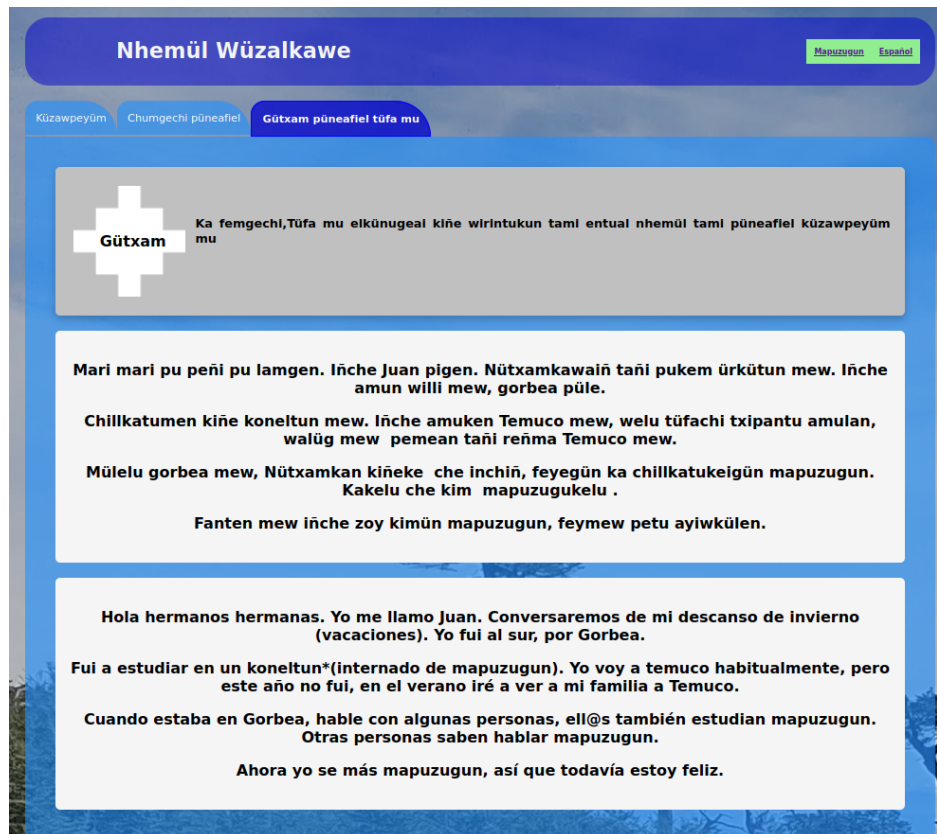 Nhemül Wüzalkawe
Mapuzugun Español
Küzawpeyüm Chumgechi püneafiel Gütxam püneafiel tüfa mu
Gütxam
Ka femgechi,Tüfa mu elkünugeai kiñe wirintukun tami entual nhemül tami püneafiel küzawpeyüm
mu
Mari mari pu peñi pu lamgen. Iñche Juan pigen. Nütxamkawaiñ tañi pukem ürkütun mew. Iñche
amun willi mew, gorbea püle.
Chillkatumen kiñe koneltun mew. Iñche amuken Temuco mew, welu tüfachi txipantu amulan,
walüg mew pemean tañi reñma Temuco mew.
Mülelu gorbea mew, Nütxamkan kiñeke che inchiñ, feyegün ka chillkatukeigün mapuzugun.
Kakelu che kim mapuzugukelu .
Fanten mew iñche zoy kimün mapuzugun, feymew petu ayiwkülen.
Hola hermanos hermanas. Yo me llamo Juan. Conversaremos de mi descanso de invierno
(vacaciones). Yo fui al sur, por Gorbea.
Fui a estudiar en un koneltun*(internado de mapuzugun). Yo voy a temuco habitualmente, pero
este año no fui, en el verano iré a ver a mi familia a Temuco.
Cuando estaba en Gorbea, hable con algunas personas, ell@s también estudian mapuzugun.
Otras personas saben hablar mapuzugun.
Ahora yo se más mapuzugun, así que todavía estoy feliz.